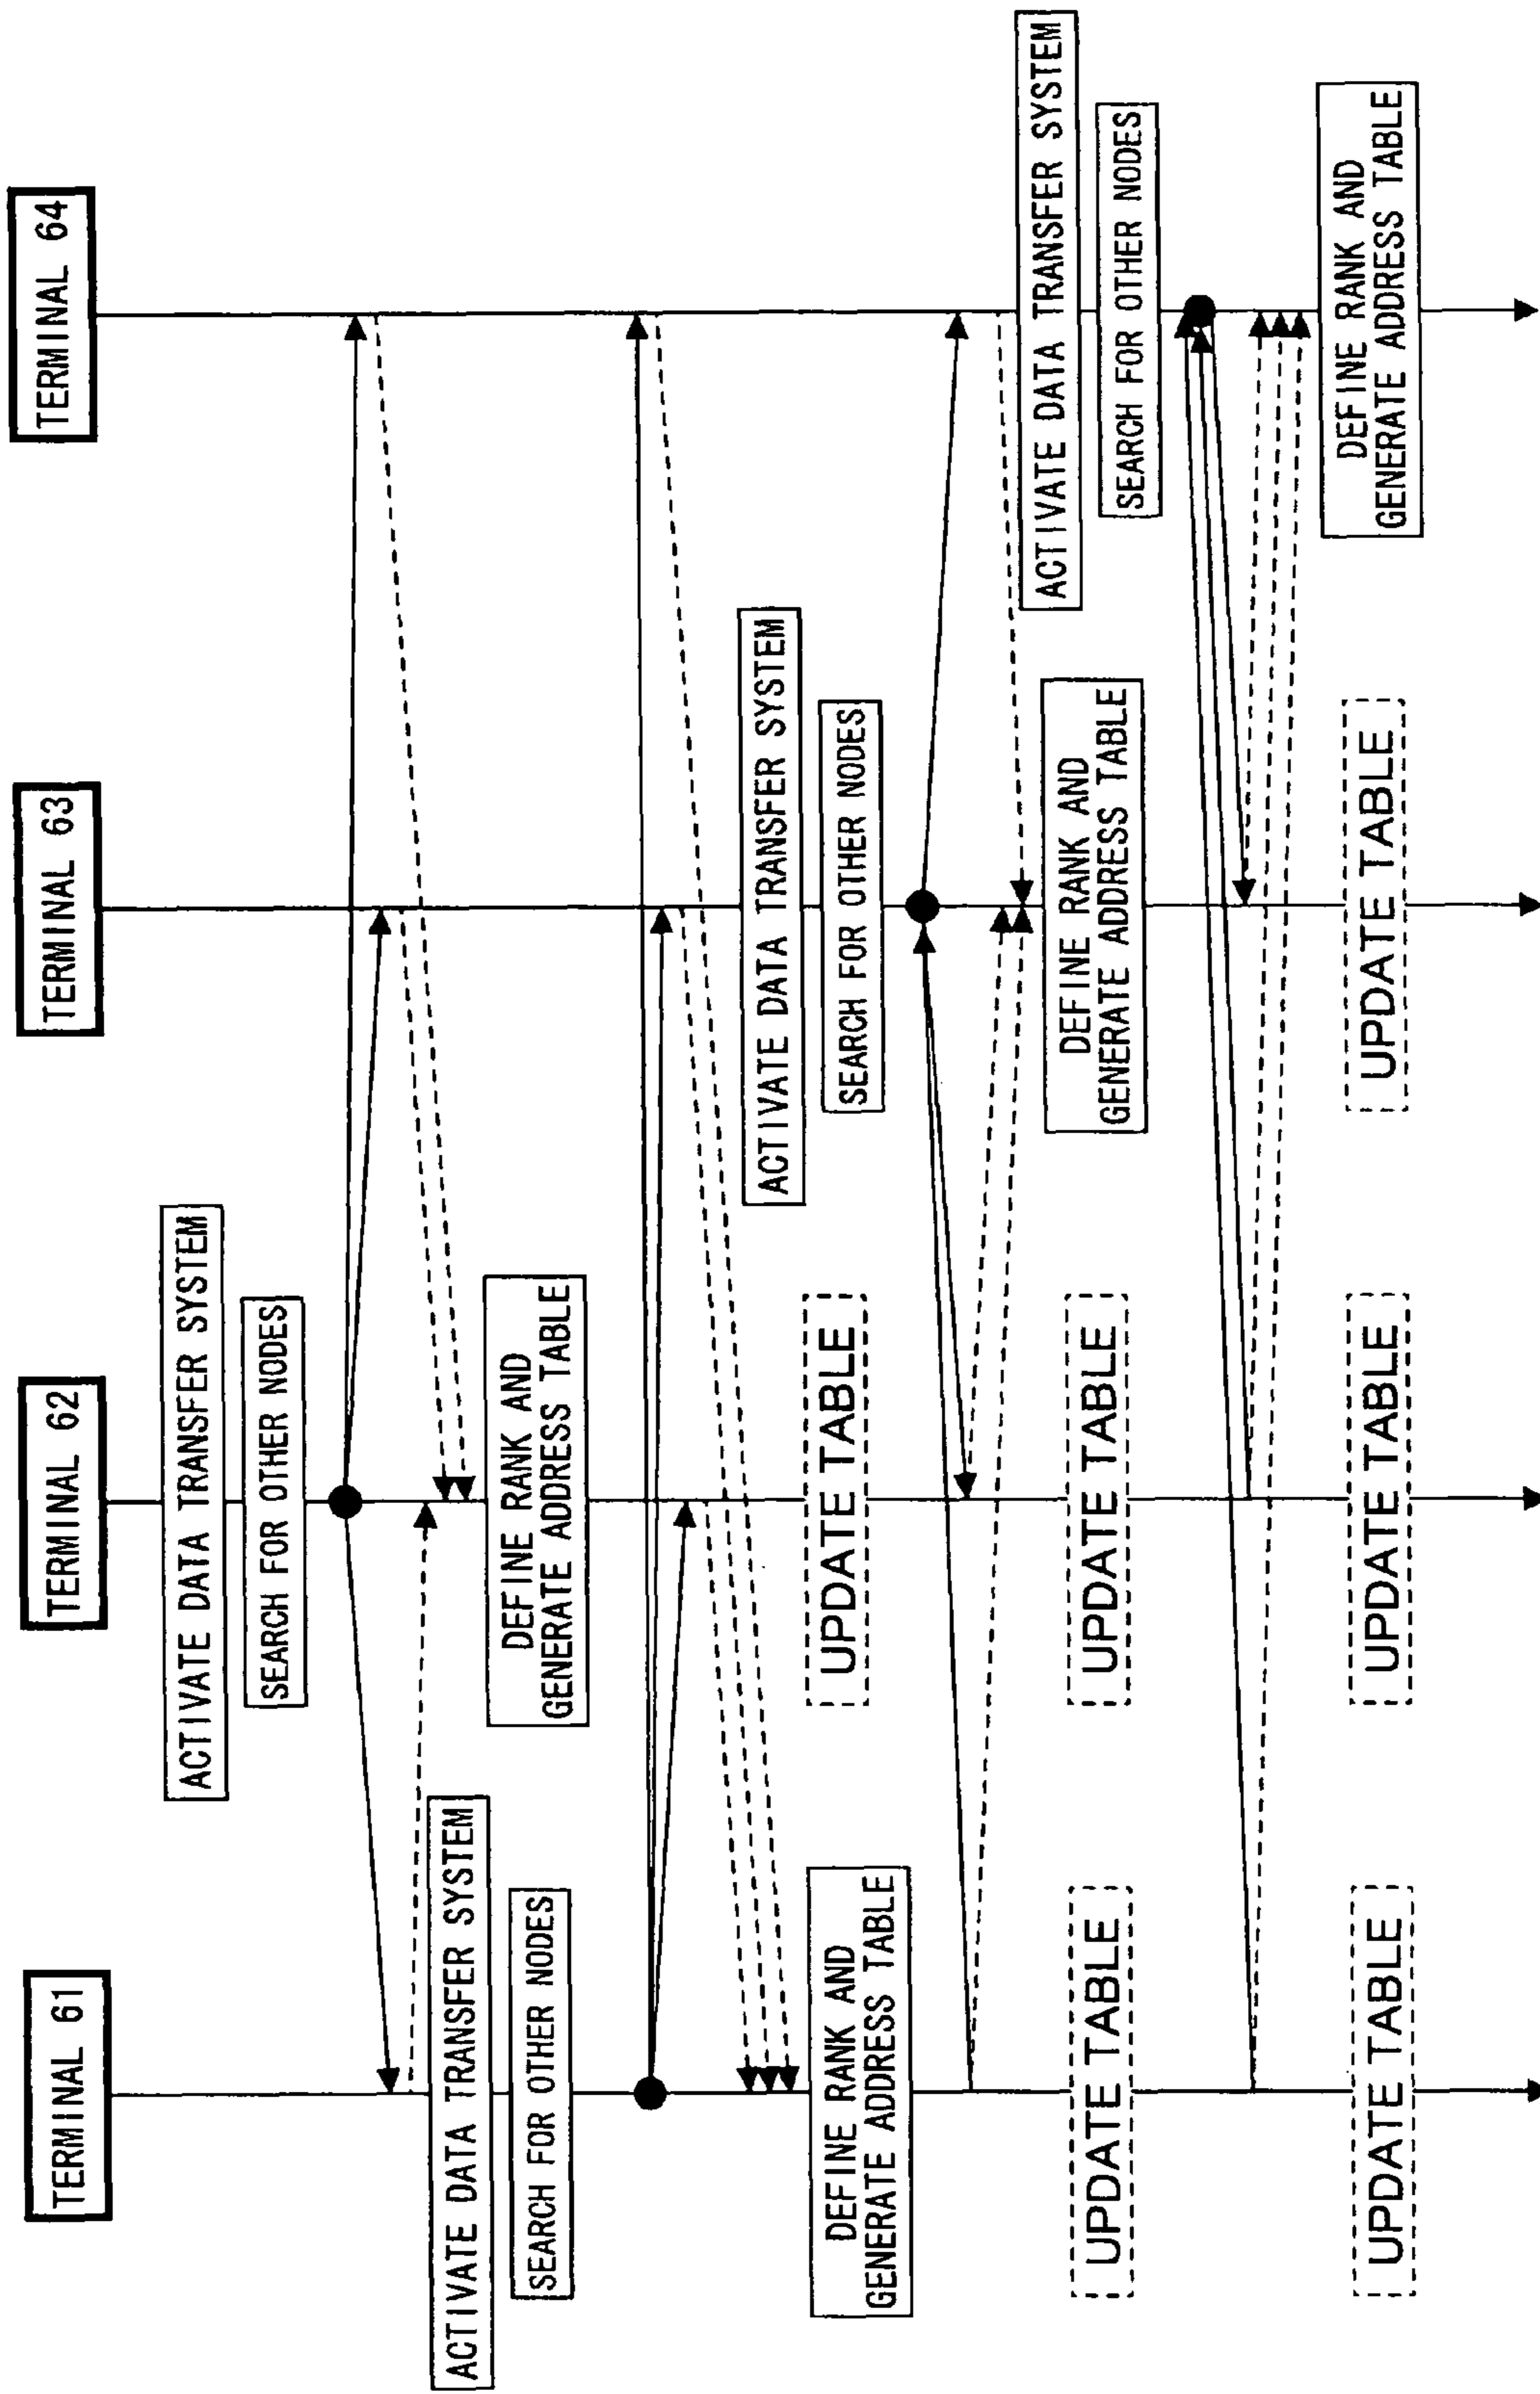 TERMINAL 61
TERMINAL 62
TERMINAL 63
TERMINAL 64
ACTIVATE DATA TRANSFER SYSTEM
SEARCH FOR OTHER NODES
ACTIVATE DATA TRANSFER SYSTEM
SEARCH FOR OTHER NODES
DEFINE RANK AND
GENERATE ADDRESS TABLE
ACTIVATE DATA TRANSFER SYSTEM
SEARCH FOR OTHER NODES
DEFINE RANK AND
GENERATE ADDRESS TABLE
UPDATE TABLE
ACTIVATE DATA TRANSFER SYSTEM
SEARCH FOR OTHER NODES
DEFINE RANK AND
GENERATE ADDRESS TABLE
UPDATE TABLE
UPDATE TABLE
DEFINE RANK AND
GENERATE ADDRESS TABLE
UPDATE TABLE
UPDATE TABLE
UPDATE TABLE